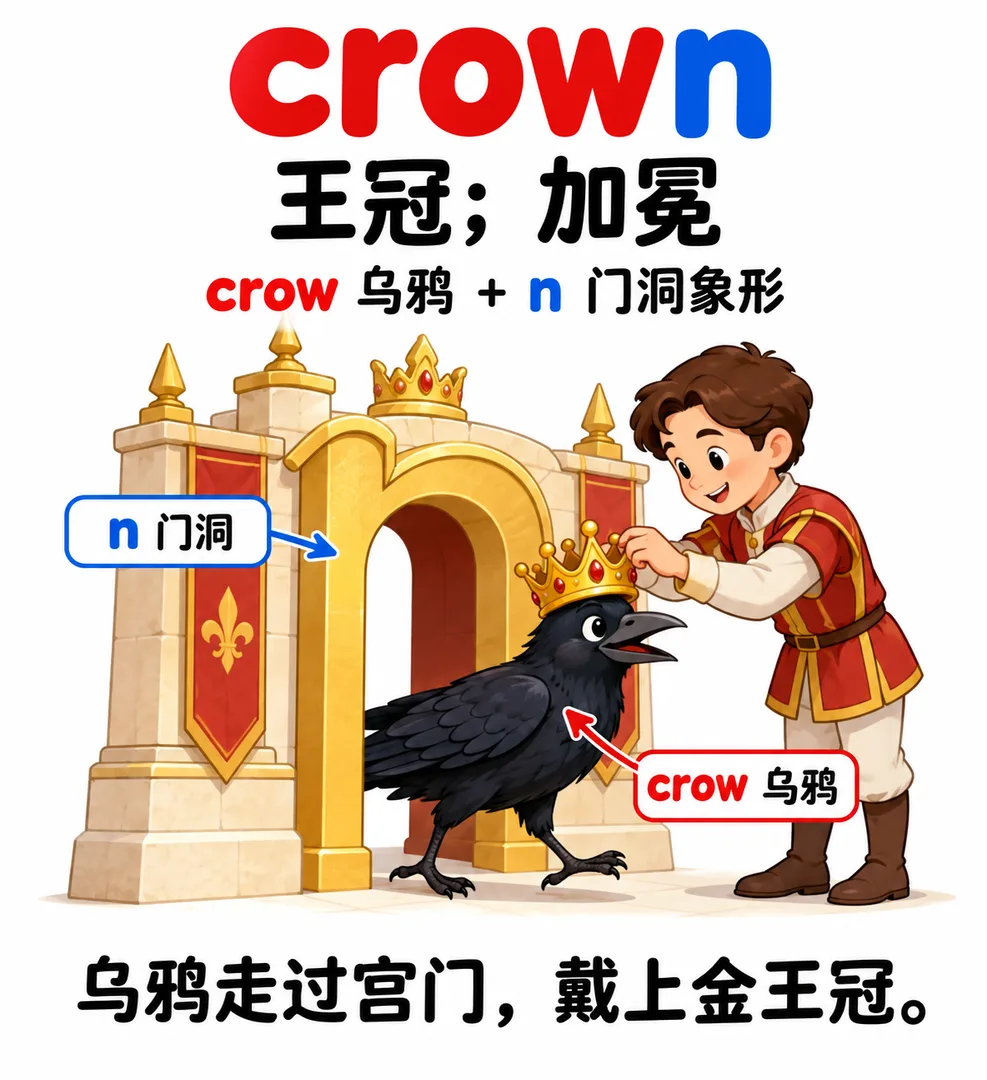 crown
王冠；加冕
crow 乌鸦 + n 门洞象形
n 门洞
crow 乌鸦
乌鸦走过宫门，戴上金王冠。